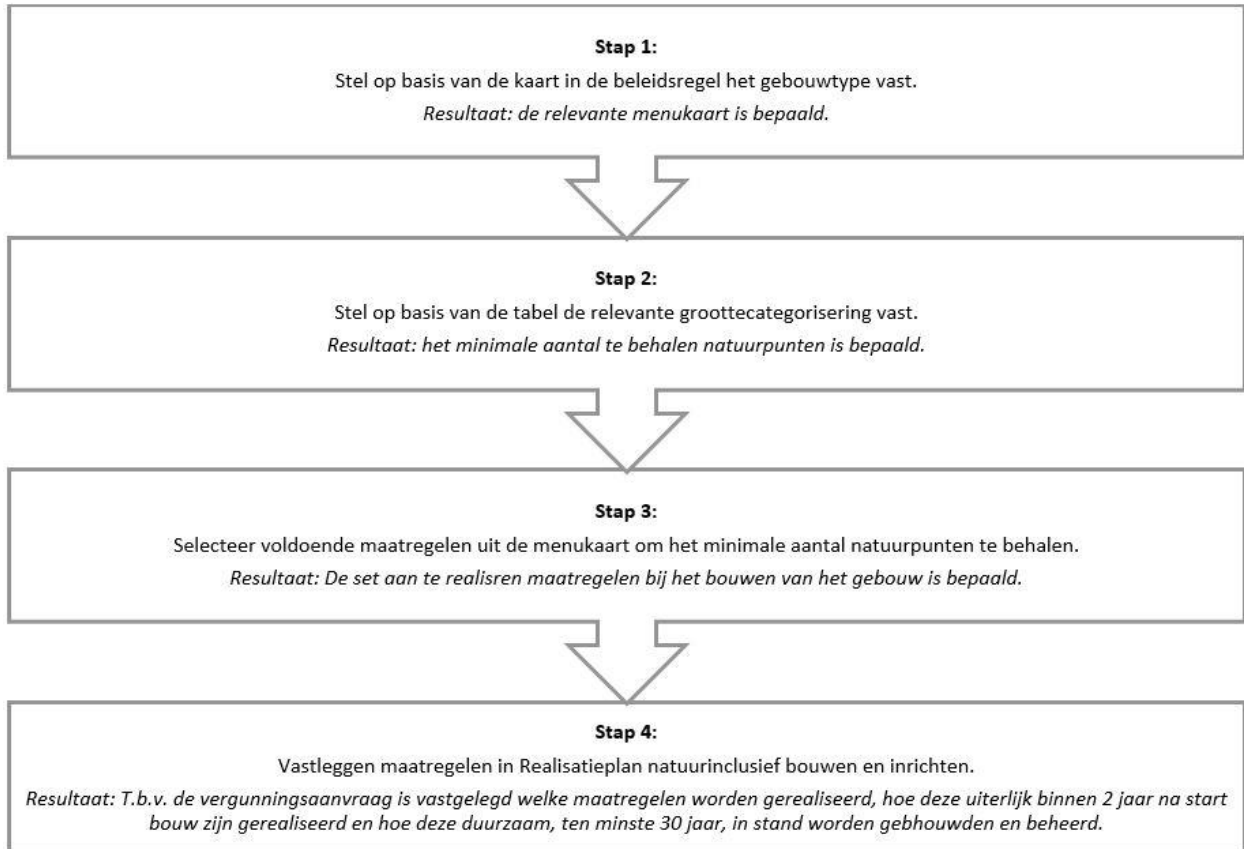 Stap 1:
Stel op basis van de kaart in de beleidsregel het gebouwtype vast.
Resultaat: de relevante menukaart is bepaald.
Stap 2:
Stel op basis van de tabel de relevante groottecategorisering vast.
Resultaat: het minimale aantal te behalen natuurpunten is bepaald.
Stap 3:
Selecteer voldoende maatregelen uit de menukaart om het minimale aantal natuurpunten te behalen.
Resultaat: De set aan te realisren maatregelen bij het bouwen van het gebouw is bepaald.
Stap 4:
Vastleggen maatregelen in Realisatieplan natuurinclusief bouwen en inrichten.
Resultaat: T.b.v. de vergunningsaanvraag is vastgelegd welke maatregelen worden gerealiseerd, hoe deze uiterlijk binnen 2 jaar na start
bouw zijn gerealiseerd en hoe deze duurzaam, ten minste 30 jaar, in stand worden gebhouwden en beheerd.